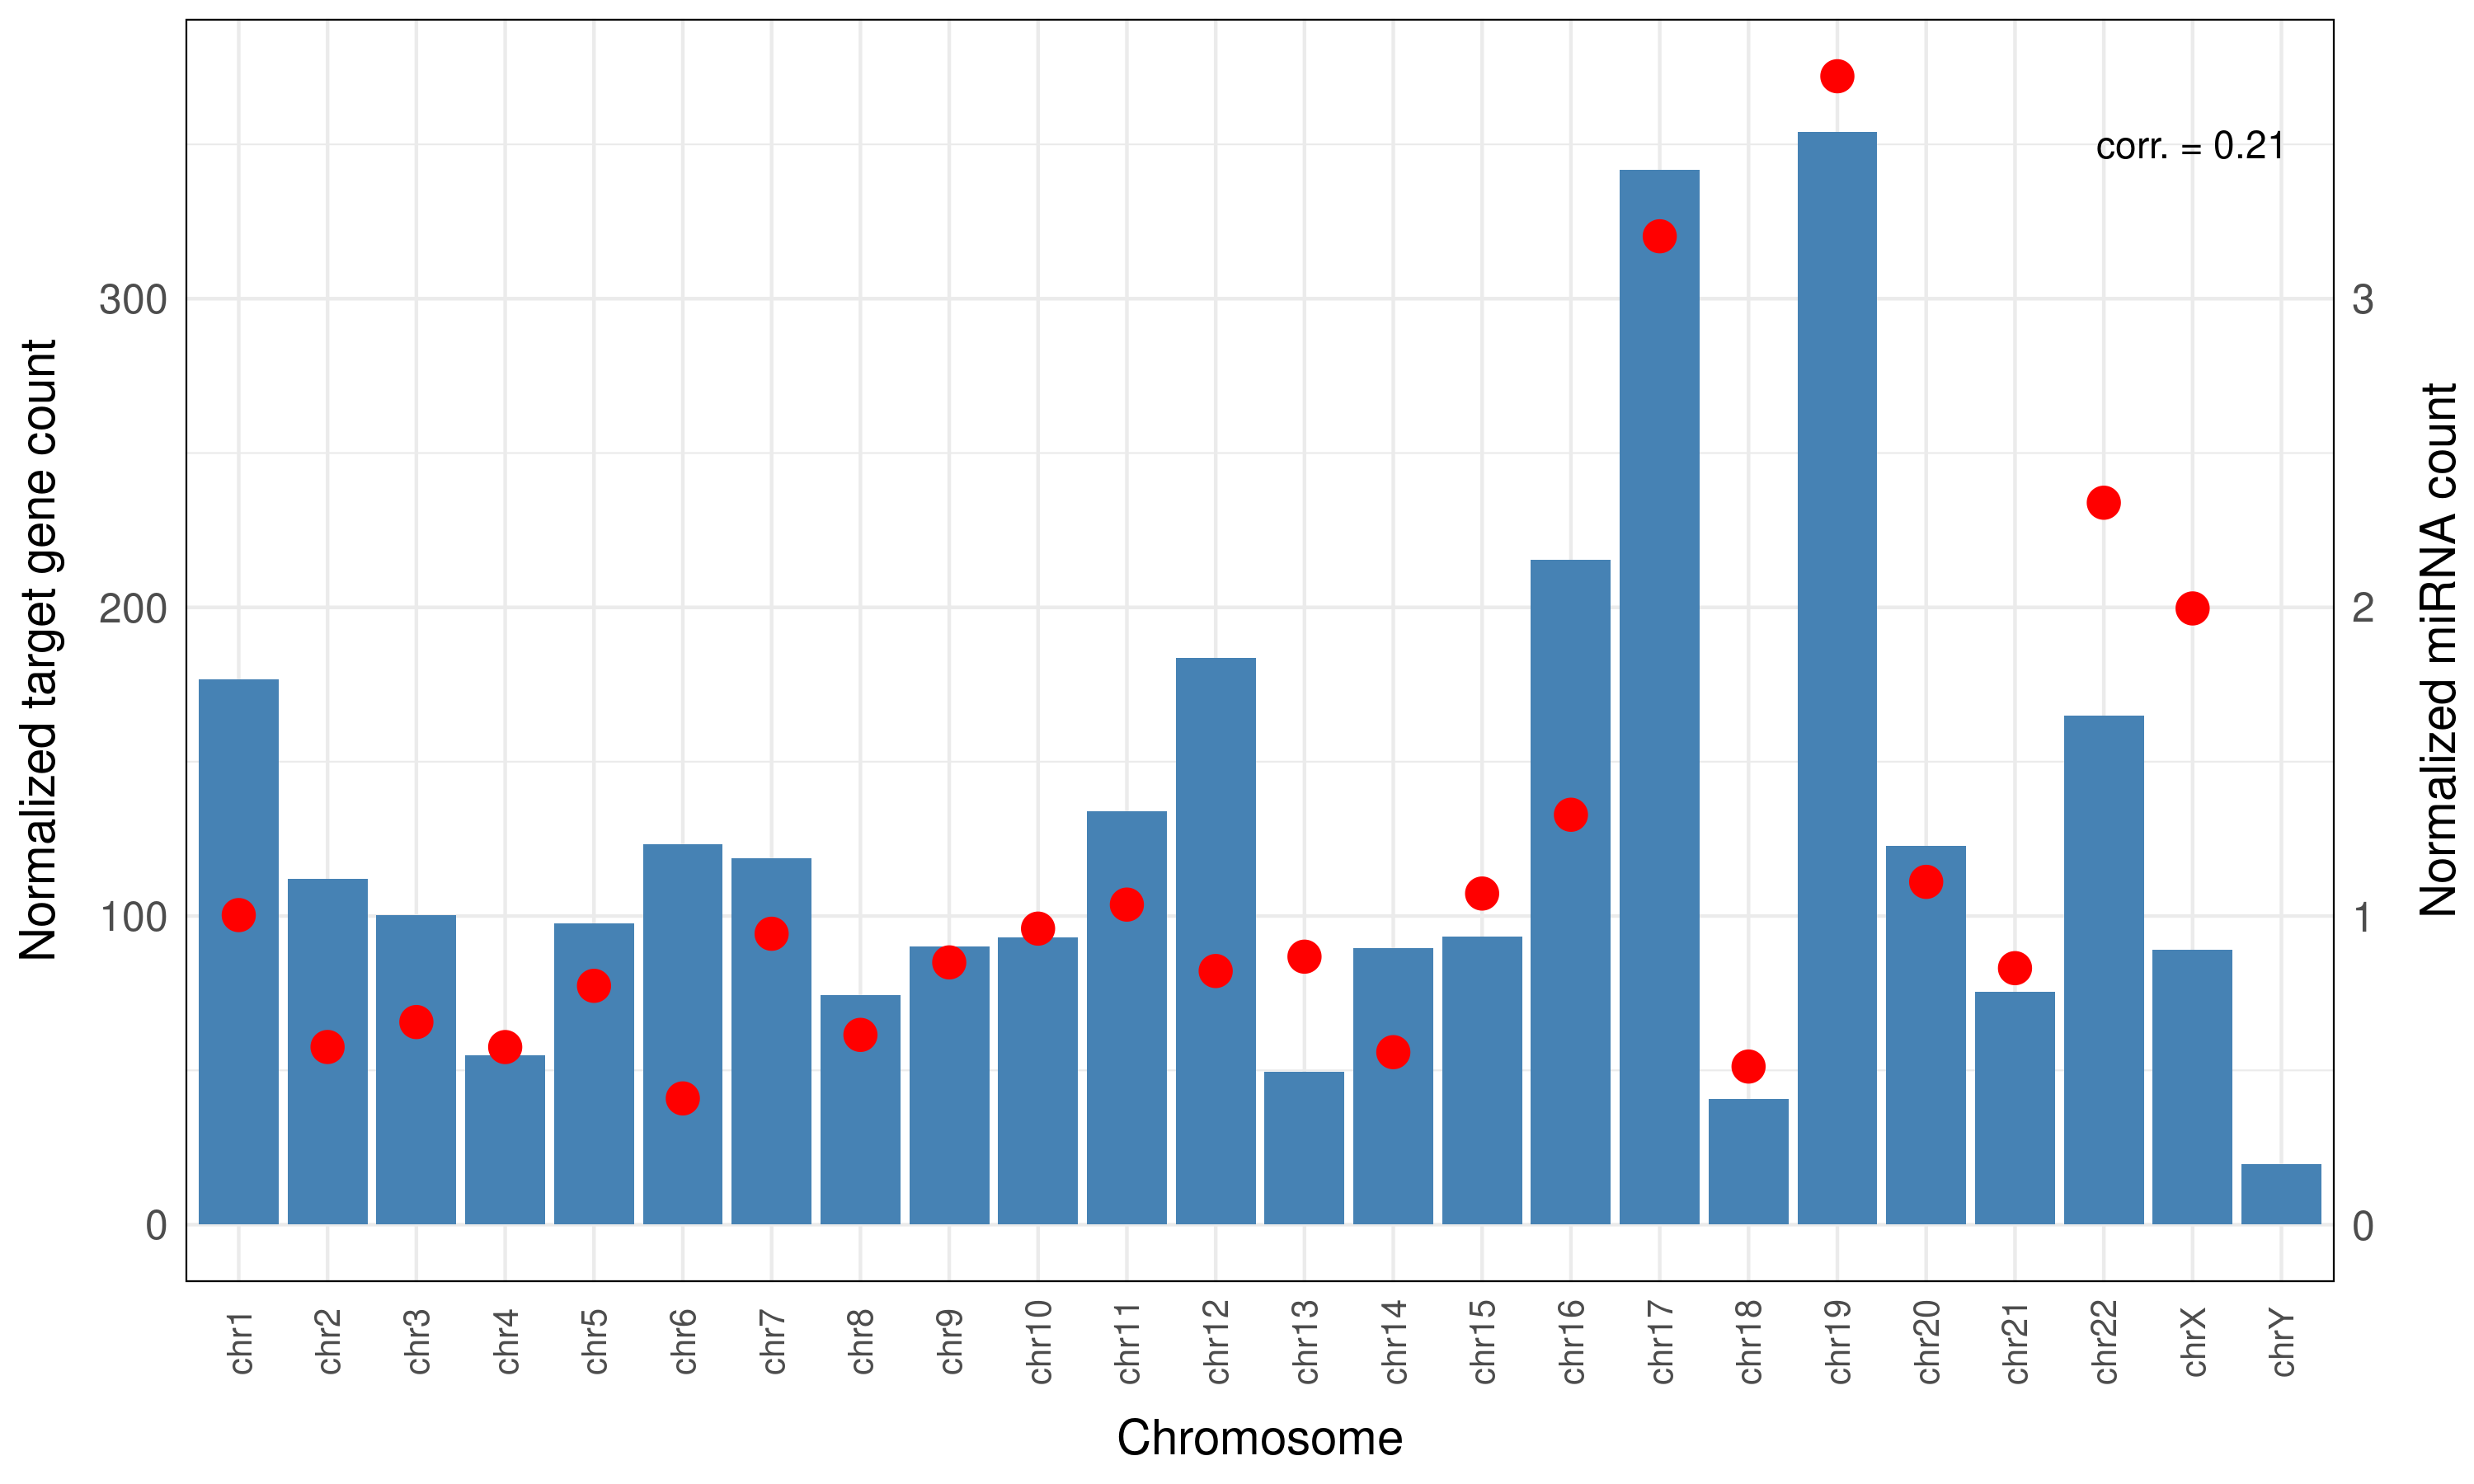 corr. = 0.21
Normalized target gene count
300
200
100
0
3
2
1
0
Normalized miRNA count
chr1
chr2
chr3
chr4
chr5
chr6
chr7
chr8
chr9
chr10
chr11
chr12
chr13
chr14
chr15
chr16
chr17
chr18
chr19
chr20
chr21
chr22
chrX
chrY
Chromosome